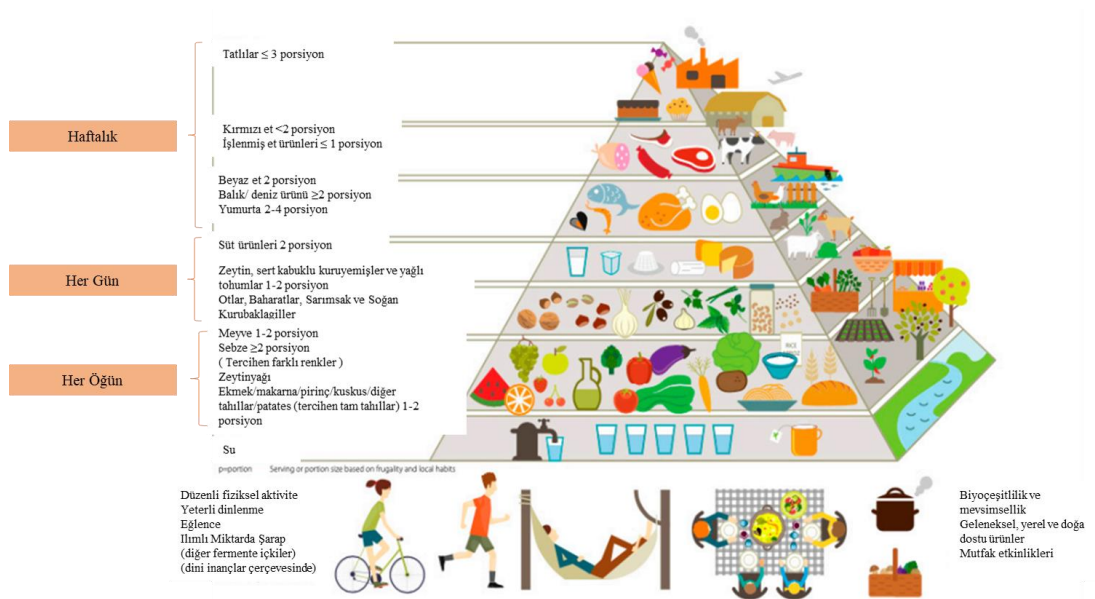 Tatlılar ≤ 3 porsiyon
Haftalık
Kırmızı et <2 porsiyon
İşlenmiş et ürünleri ≤ 1 porsiyon
Beyaz et 2 porsiyon
Balık/ deniz ürünü ≥2 porsiyon
Yumurta 2-4 porsiyon
Her Gün
Süt ürünleri 2 porsiyon
Zeytin, sert kabuklu kuruyemişler ve yağlı
tohumlar 1-2 porsiyon
Otlar, Baharatlar, Sarımsak ve Soğan
Kurubaklagiller
Her Öğün
Meyve 1-2 porsiyon
Sebze ≥2 porsiyon
( Tercihen farklı renkler )
Zeytinyağı
Ekmek/makarna/pirinç/kuskus/diğer
tahıllar/patates (tercihen tam tahıllar) 1-2
porsiyon
RICE
Su
p=portion Serving or portion size based on frugality and local habits
Düzenli fiziksel aktivite
Yeterli dinlenme
Eğlence
Ilımlı Miktarda Şarap
(diğer fermente içkiler)
(dini inançlar çerçevesinde)
Biyoçeşitlilik ve
mevsimsellik
Geleneksel, yerel ve doğa
dostu ürünler
Mutfak etkinlikleri